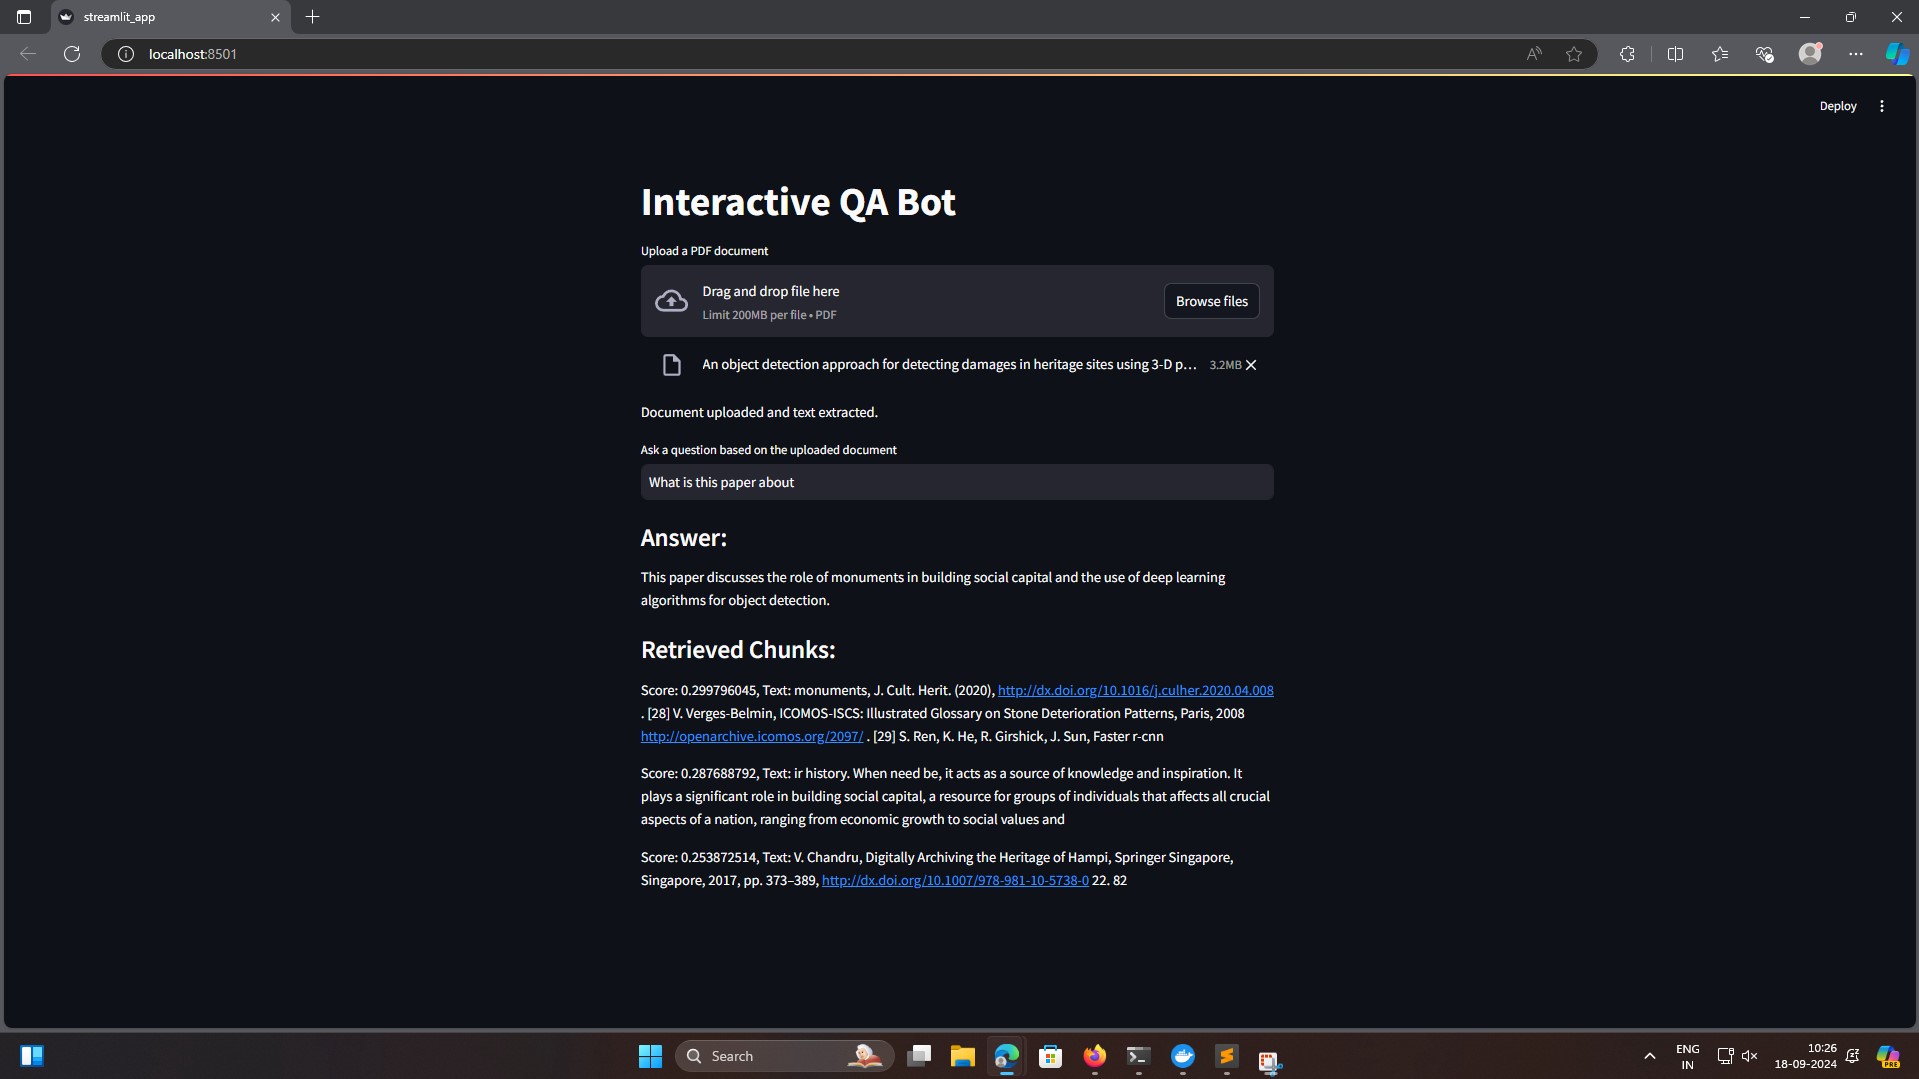 streamlit_app
localhost:8501
Deploy
Interactive QA Bot
Upload a PDF document
Drag and drop file here
Limit 200MB per file • PDF
Browse files
An object detection approach for detecting damages in heritage sites using 3-D p... 3.2MB
Document uploaded and text extracted.
Ask a question based on the uploaded document
What is this paper about
Answer:
This paper discusses the role of monuments in building social capital and the use of deep learning
algorithms for object detection.
Retrieved Chunks:
Score: 0.299796045, Text: monuments, J. Cult. Herit. (2020), http://dx.doi.org/10.1016/j.culher.2020.04.008
. [28] V. Verges-Belmin, ICOMOS-ISCS: Illustrated Glossary on Stone Deterioration Patterns, Paris, 2008
http://openarchive.icomos.org/2097/ . [29] S. Ren, K. He, R. Girshick, J. Sun, Faster r-cnn
Score: 0.287688792, Text: ir history. When need be, it acts as a source of knowledge and inspiration. It
plays a significant role in building social capital, a resource for groups of individuals that affects all crucial
aspects of a nation, ranging from economic growth to social values and
Score: 0.253872514, Text: V. Chandru, Digitally Archiving the Heritage of Hampi, Springer Singapore,
Singapore, 2017, pp. 373–389, http://dx.doi.org/10.1007/978-981-10-5738-0 22. 82
Search
ENG
IN
10:26
18-09-2024
PRE